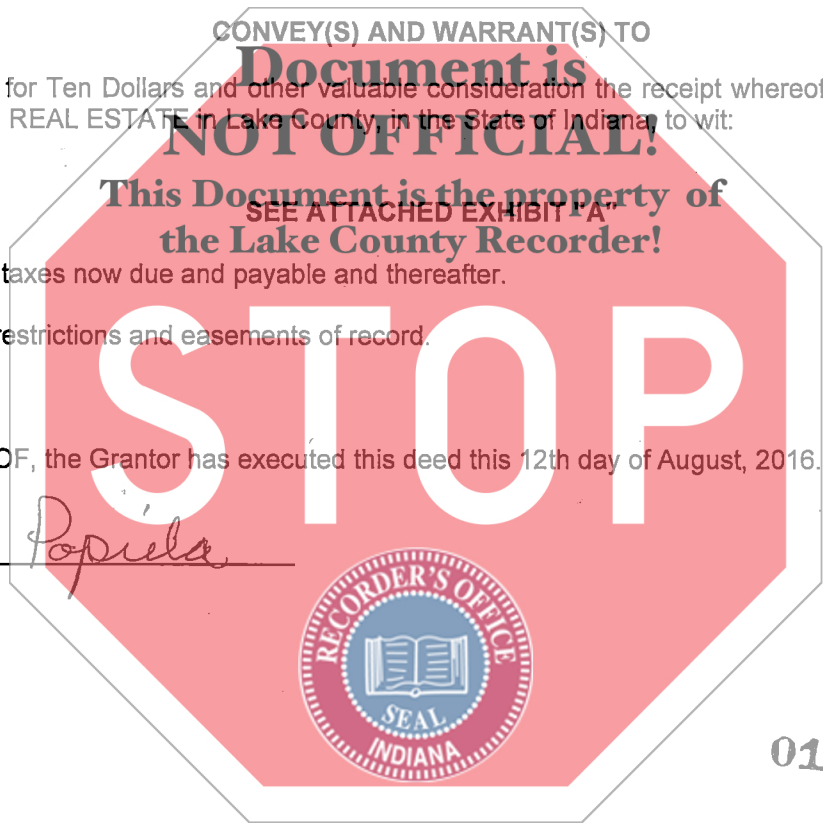 CONVEY(S) AND WARRANT(S) TO
Document is
for Ten Dollars and other valuable consideration the receipt whereof
REAL ESTATE in Lake County, in the State of Indiana, to wit:
NOT OFFICIAL!
This Document is the property of
SEE ATTACHED EXHIBIT "A"
the Lake County Recorder!
taxes now due and payable and thereafter.
restrictions and easements of record.
STOP
OF, the Grantor has executed this deed this 12th day of August, 2016.
Popiela
RECORDER'S OFFICE
SEAL
INDIANA
01